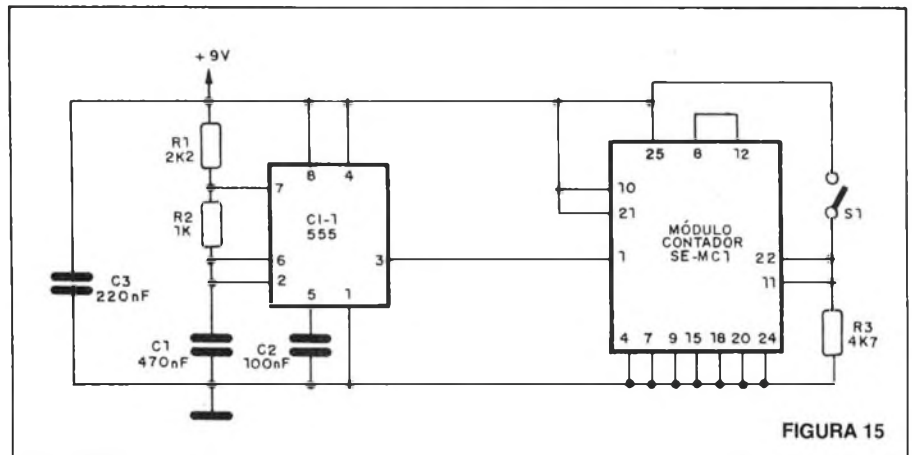 +9V
R1
2K2
R2
1K
C3
220nF
C1
470nF
C2
100nF
8 4
7
CI-1
555
6
2
3
5 1
25 8 12
10
21
MÓDULO
CONTADOR
SE-MC1
1
22
11
4 7 9 15 18 20 24
S1
R3
4K7
FIGURA 15